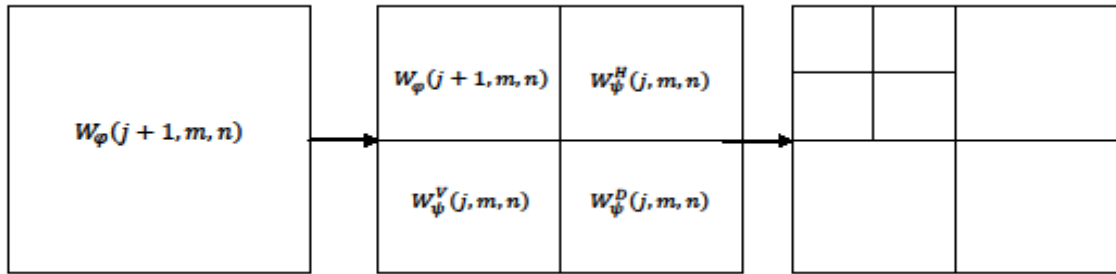 W_φ(j + 1, m, n)
W_φ(j + 1, m, n)
W_ψ^H(j, m, n)
W_ψ^V(j, m, n)
W_ψ^D(j, m, n)